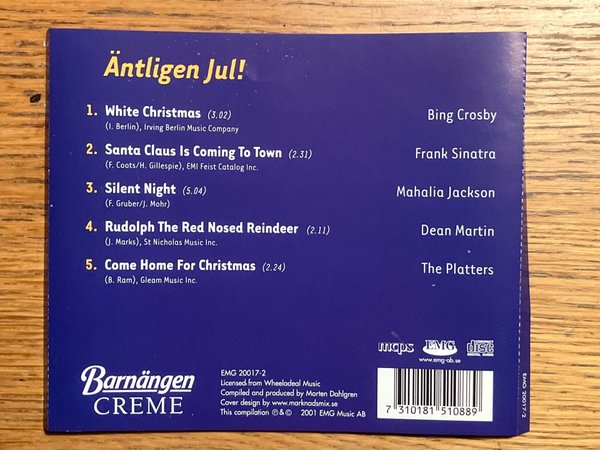 Äntligen Jul!
1. White Christmas (3.02) Bing Crosby
(I. Berlin), Irving Berlin Music Company
2. Santa Claus Is Coming To Town (2.31) Frank Sinatra
(F. Coots/H. Gillespie), EMI Feist Catalog Inc.
3. Silent Night (5.04) Mahalia Jackson
(F. Gruber/J. Mohr)
4. Rudolph The Red Nosed Reindeer (2.11) Dean Martin
(J. Marks), St Nicholas Music Inc.
5. Come Home For Christmas (2.24) The Platters
(B. Ram), Gleam Music Inc.
mcps EMG COMPACT disc DIGITAL AUDIO
www.emg-ab.se
Barnängen
CREME
EMG 20017-2
Licensed from Wheeladeal Music
Compiled and produced by Morten Dahlgren
Cover design by www.marknadsmix.se
This compilation ℗ & © 2001 EMG Music AB
7 310181 510889
EMG 20017-2